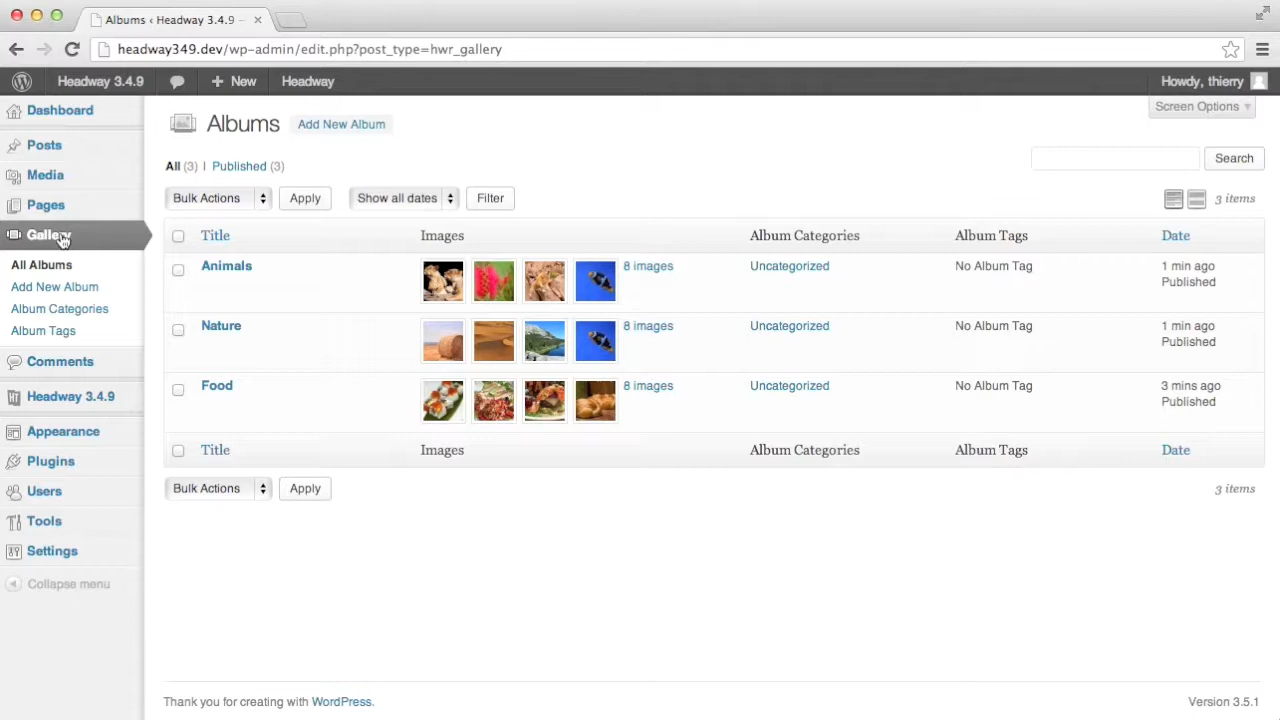 Albums ‹ Headway 3.4.9 –
headway349.dev/wp-admin/edit.php?post_type=hwr_gallery
Headway 3.4.9
+ New
Headway
Howdy, thierry
Screen Options
Dashboard
Posts
Media
Pages
Gallery
All Albums
Add New Album
Album Categories
Album Tags
Comments
Headway 3.4.9
Appearance
Plugins
Users
Tools
Settings
Collapse menu
Albums Add New Album
All (3) | Published (3)
Search
Bulk Actions Apply Show all dates Filter 3 items
Title Images Album Categories Album Tags Date
Animals 8 images Uncategorized No Album Tag 1 min ago
Published
Nature 8 images Uncategorized No Album Tag 1 min ago
Published
Food 8 images Uncategorized No Album Tag 3 mins ago
Published
Title Images Album Categories Album Tags Date
Bulk Actions Apply 3 items
Thank you for creating with WordPress. Version 3.5.1